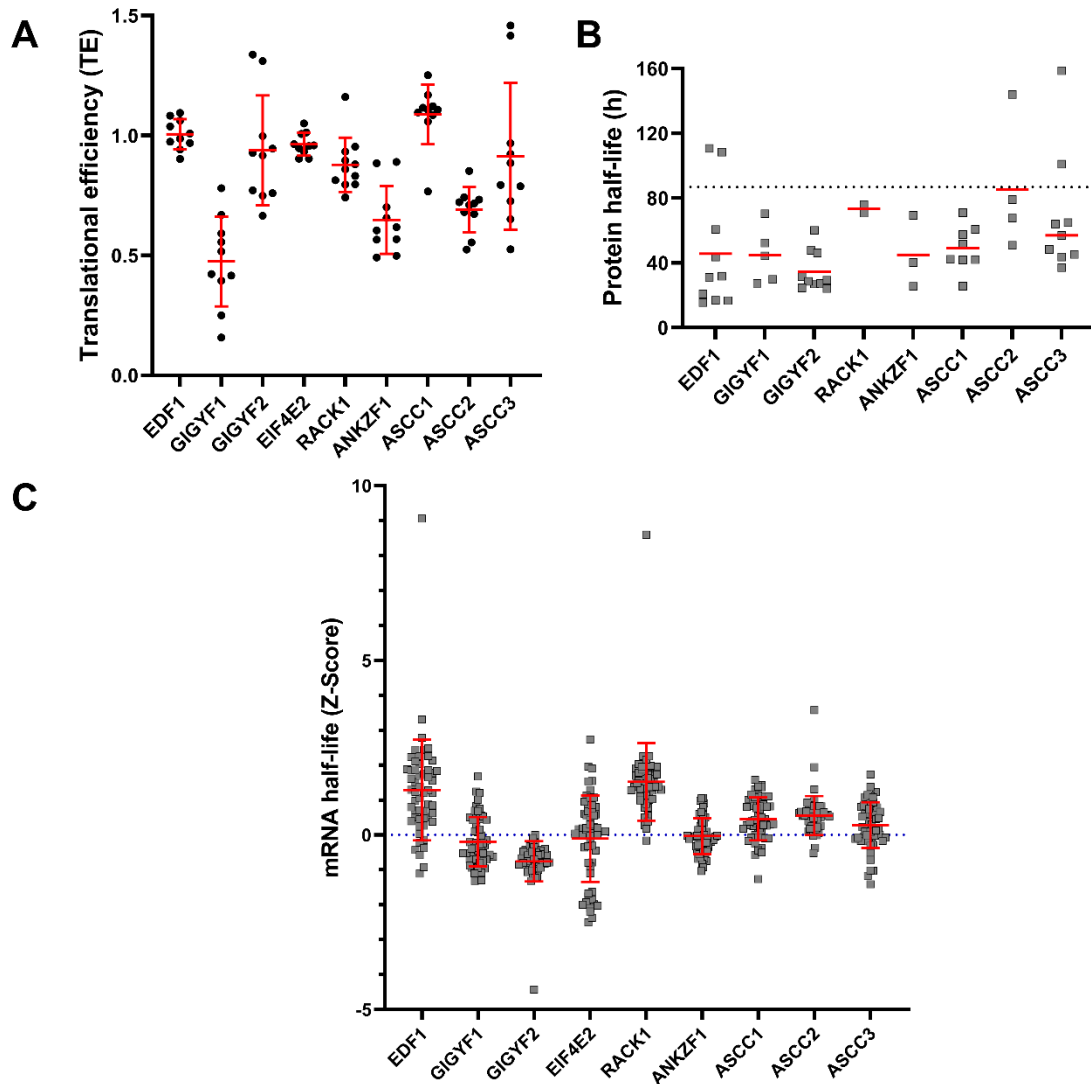 A
Translational efficiency (TE)
1.5
1.0
0.5
0.0
EDF1
GIGYF1
GIGYF2
EIF4E2
RACK1
ANKZF1
ASCC1
ASCC2
ASCC3
B
Protein half-life (h)
160
120
80
40
0
EDF1
GIGYF1
GIGYF2
RACK1
ANKZF1
ASCC1
ASCC2
ASCC3
C
mRNA half-life (Z-Score)
10
5
0
-5
EDF1
GIGYF1
GIGYF2
EIF4E2
RACK1
ANKZF1
ASCC1
ASCC2
ASCC3